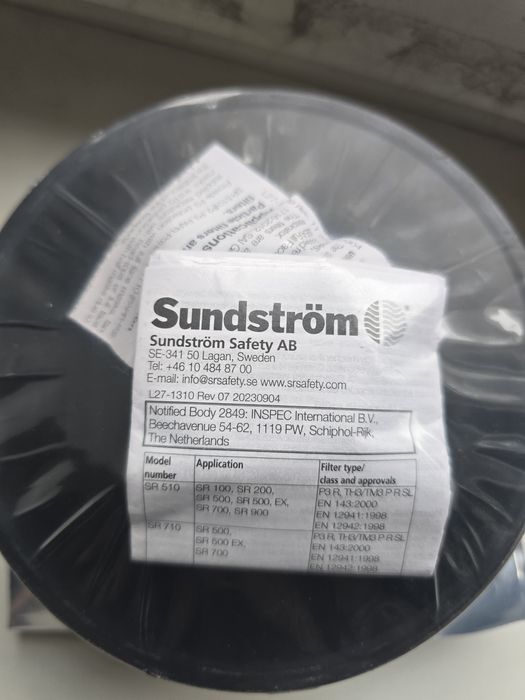 Sundström
Sundström Safety AB
SE-341 50 Lagan, Sweden
Tel: +46 10 484 87 00
E-mail: info@srsafety.se www.srsafety.com
L27-1310 Rev 07 20230904
Notified Body 2849: INSPEC International B.V.,
Beechavenue 54-62, 1119 PW, Schiphol-Rijk,
The Netherlands
Model number Application Filter type/ class and approvals
SR 510 SR 100, SR 200, SR 500, SR 500, EX, SR 700, SR 900 P3 R, TH3/TM3 P R SL EN 143:2000 EN 12941:1998 EN 12942:1998
SR 710 SR 500, SR 500 EX, SR 700 P3 R, TH3/TM3 P R SL EN 143:2000 EN 12941:1998 EN 12942:1998